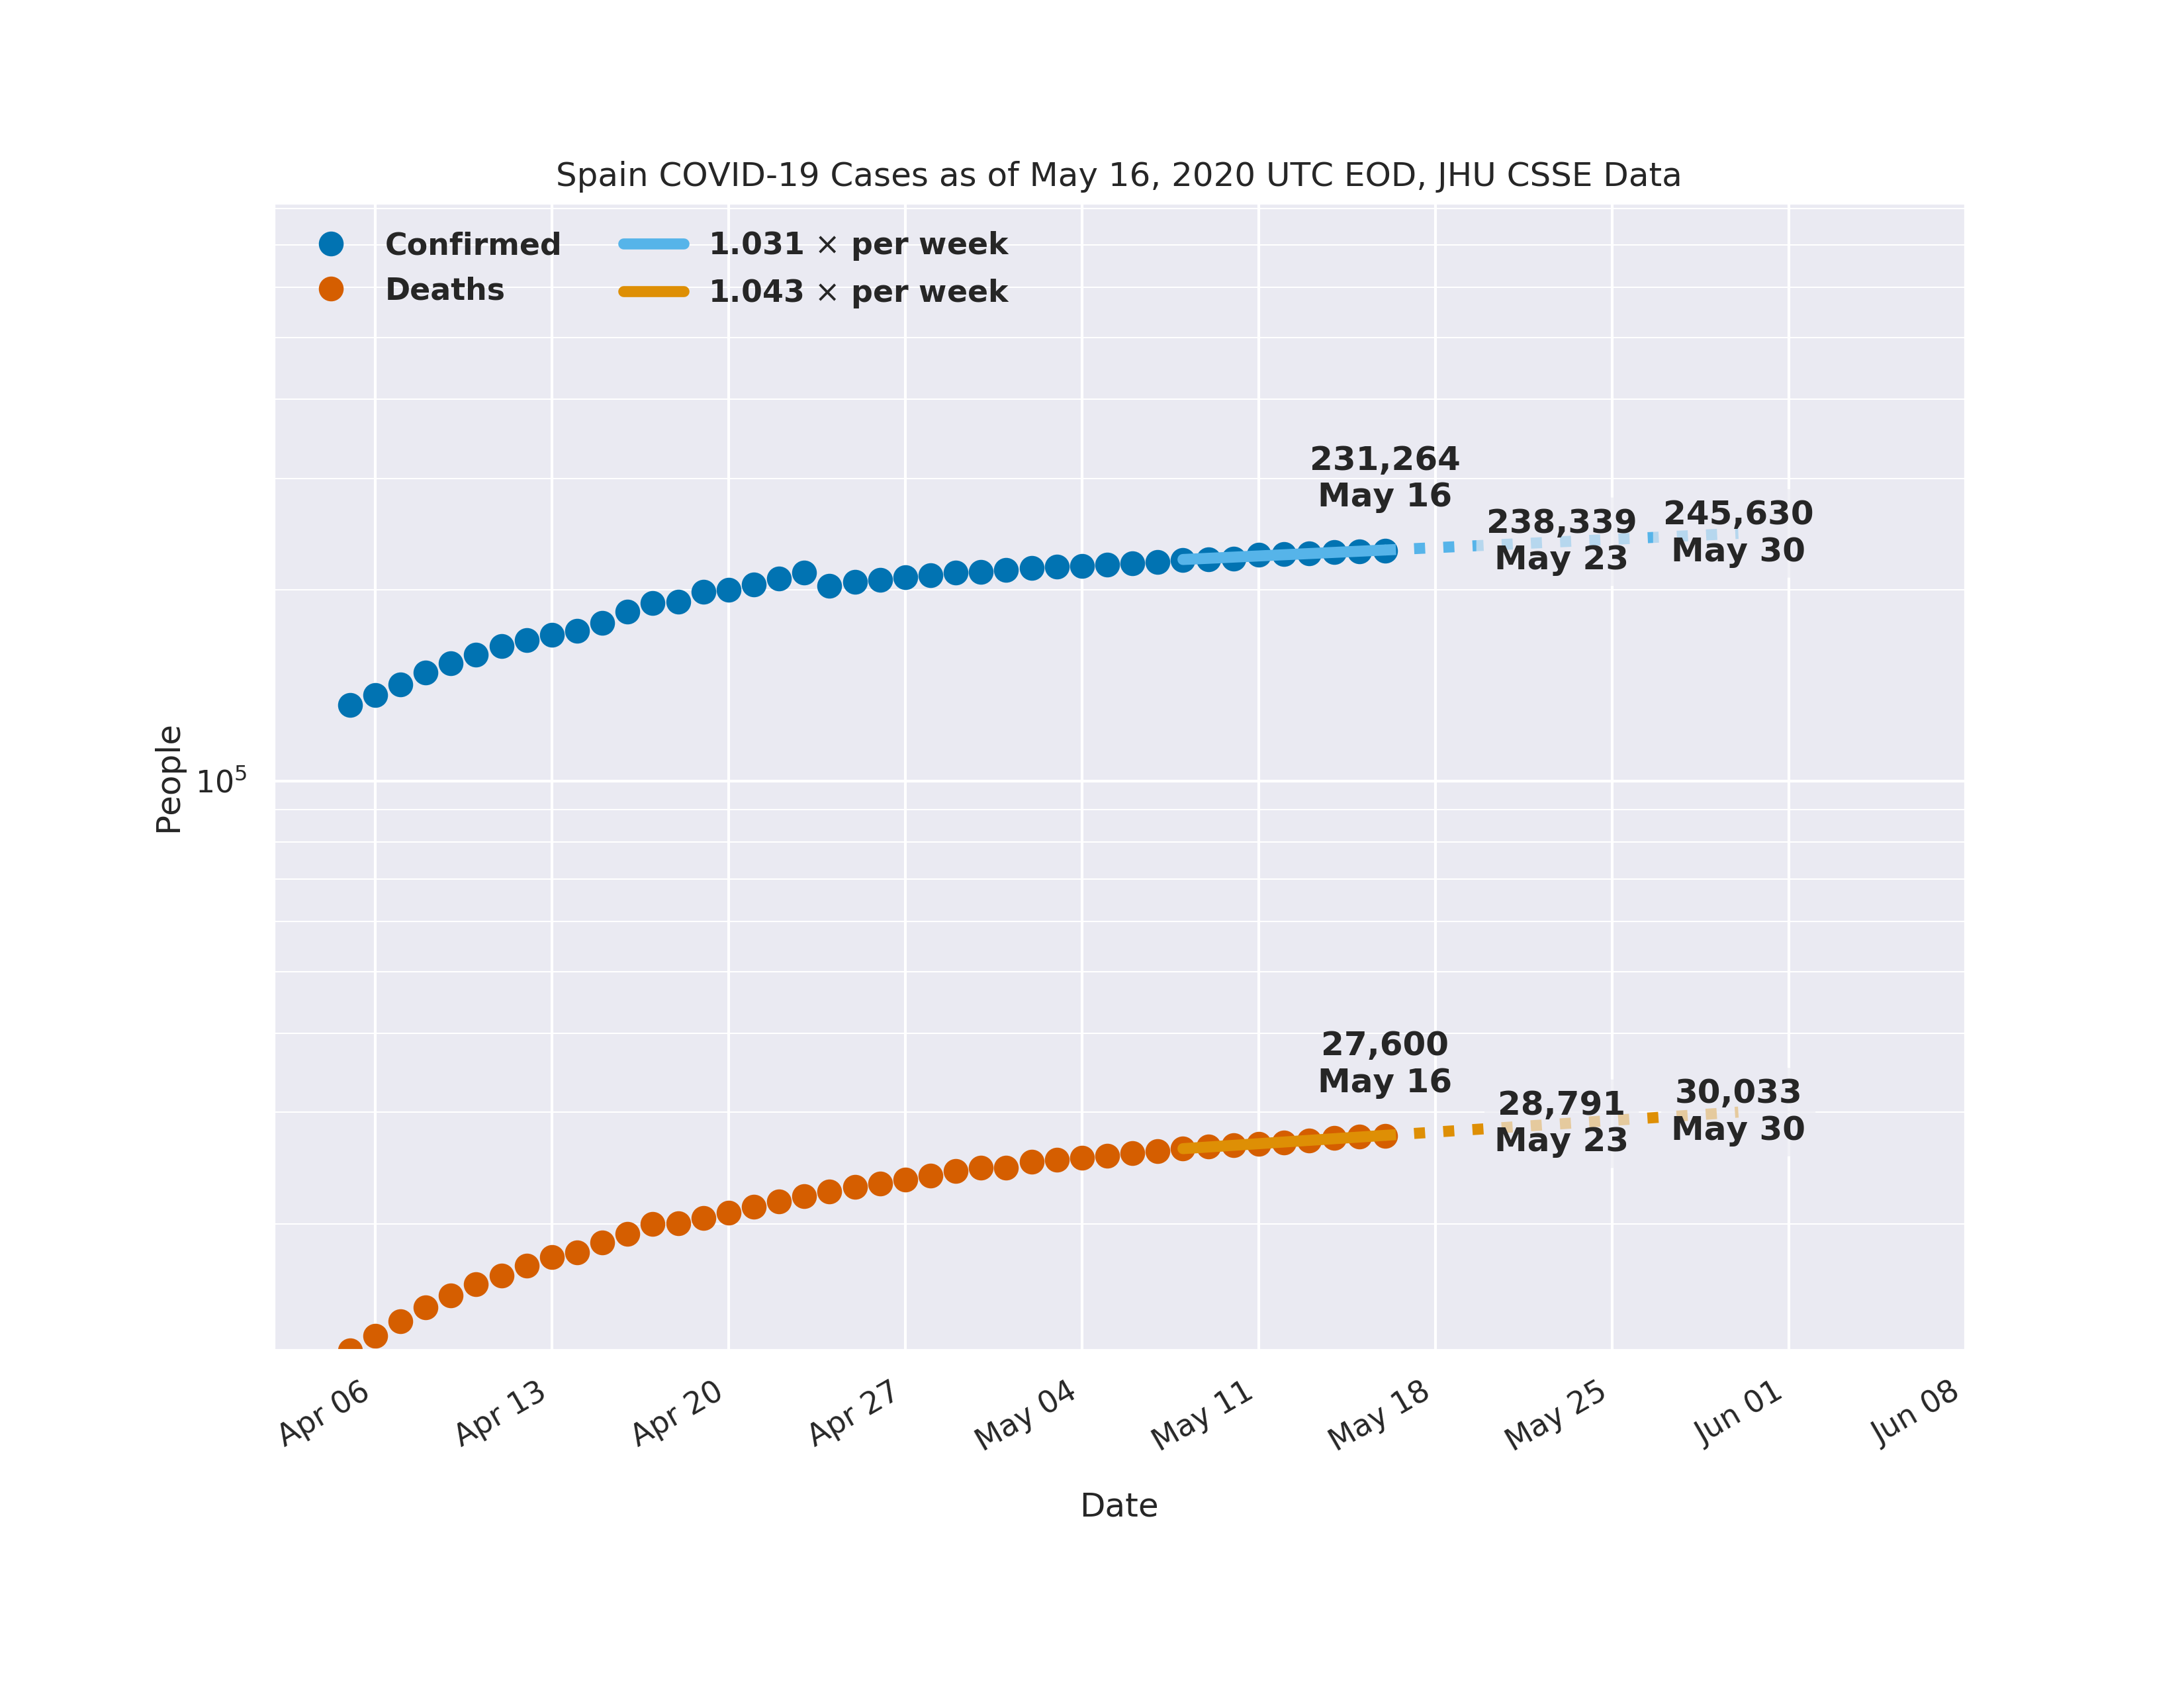 Spain COVID-19 Cases as of May 16, 2020 UTC EOD, JHU CSSE Data
Confirmed
Deaths
1.031 × per week
1.043 × per week
231,264
May 16
238,339
May 23
245,630
May 30
People
10⁵
27,600
May 16
28,791
May 23
30,033
May 30
Apr 06
Apr 13
Apr 20
Apr 27
May 04
May 11
May 18
May 25
Jun 01
Jun 08
Date